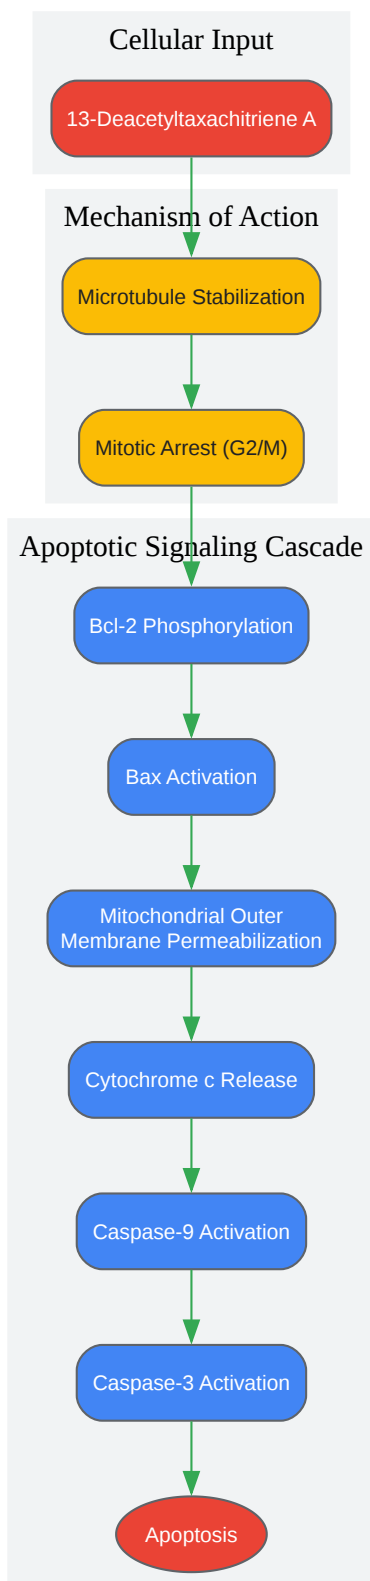 Cellular Input
13-Deacetyltaxachitriene A
Mechanism of Action
Microtubule Stabilization
Mitotic Arrest (G2/M)
Apoptotic Signaling Cascade
Bcl-2 Phosphorylation
Bax Activation
Mitochondrial Outer
Membrane Permeabilization
Cytochrome c Release
Caspase-9 Activation
Caspase-3 Activation
Apoptosis